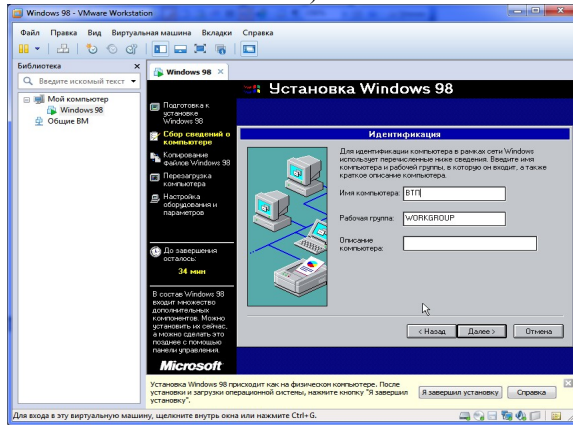 Windows 98 - VMware Workstation
Файл Правка Вид Виртуальная машина Вкладки Справка
Библиотека
Введите искомый текст
Мой компьютер
Windows 98
Общие ВМ
Windows 98
Установка Windows 98
Подготовка к
установке
Windows 98
Сбор сведений о
компьютере
Копирование
файлов Windows 98
Перезагрузка
компьютера
Настройка
оборудования и
параметров
До завершения
осталось:
34 мин
В состав Windows 98
входит множество
дополнительных
компонентов. Можно
установить их сейчас,
а можно сделать это
позднее с помощью
панели управления.
Microsoft
Идентификация
Для идентификации компьютера в рамках сети Windows
использует перечисленные ниже сведения. Введите имя
компьютера и рабочей группы, в которую он входит, а также
краткое описание компьютера.
Имя компьютера: ВТП
Рабочая группа: WORKGROUP
Описание
компьютера:
< Назад Далее > Отмена
Установка Windows 98 присходит как на физическом компьютере. После
установки и загрузки операционной системы, нажмите кнопку "Я завершил
установку".
Я завершил установку Справка
Для входа в эту виртуальную машину, щелкните внутрь окна или нажмите Ctrl+G.